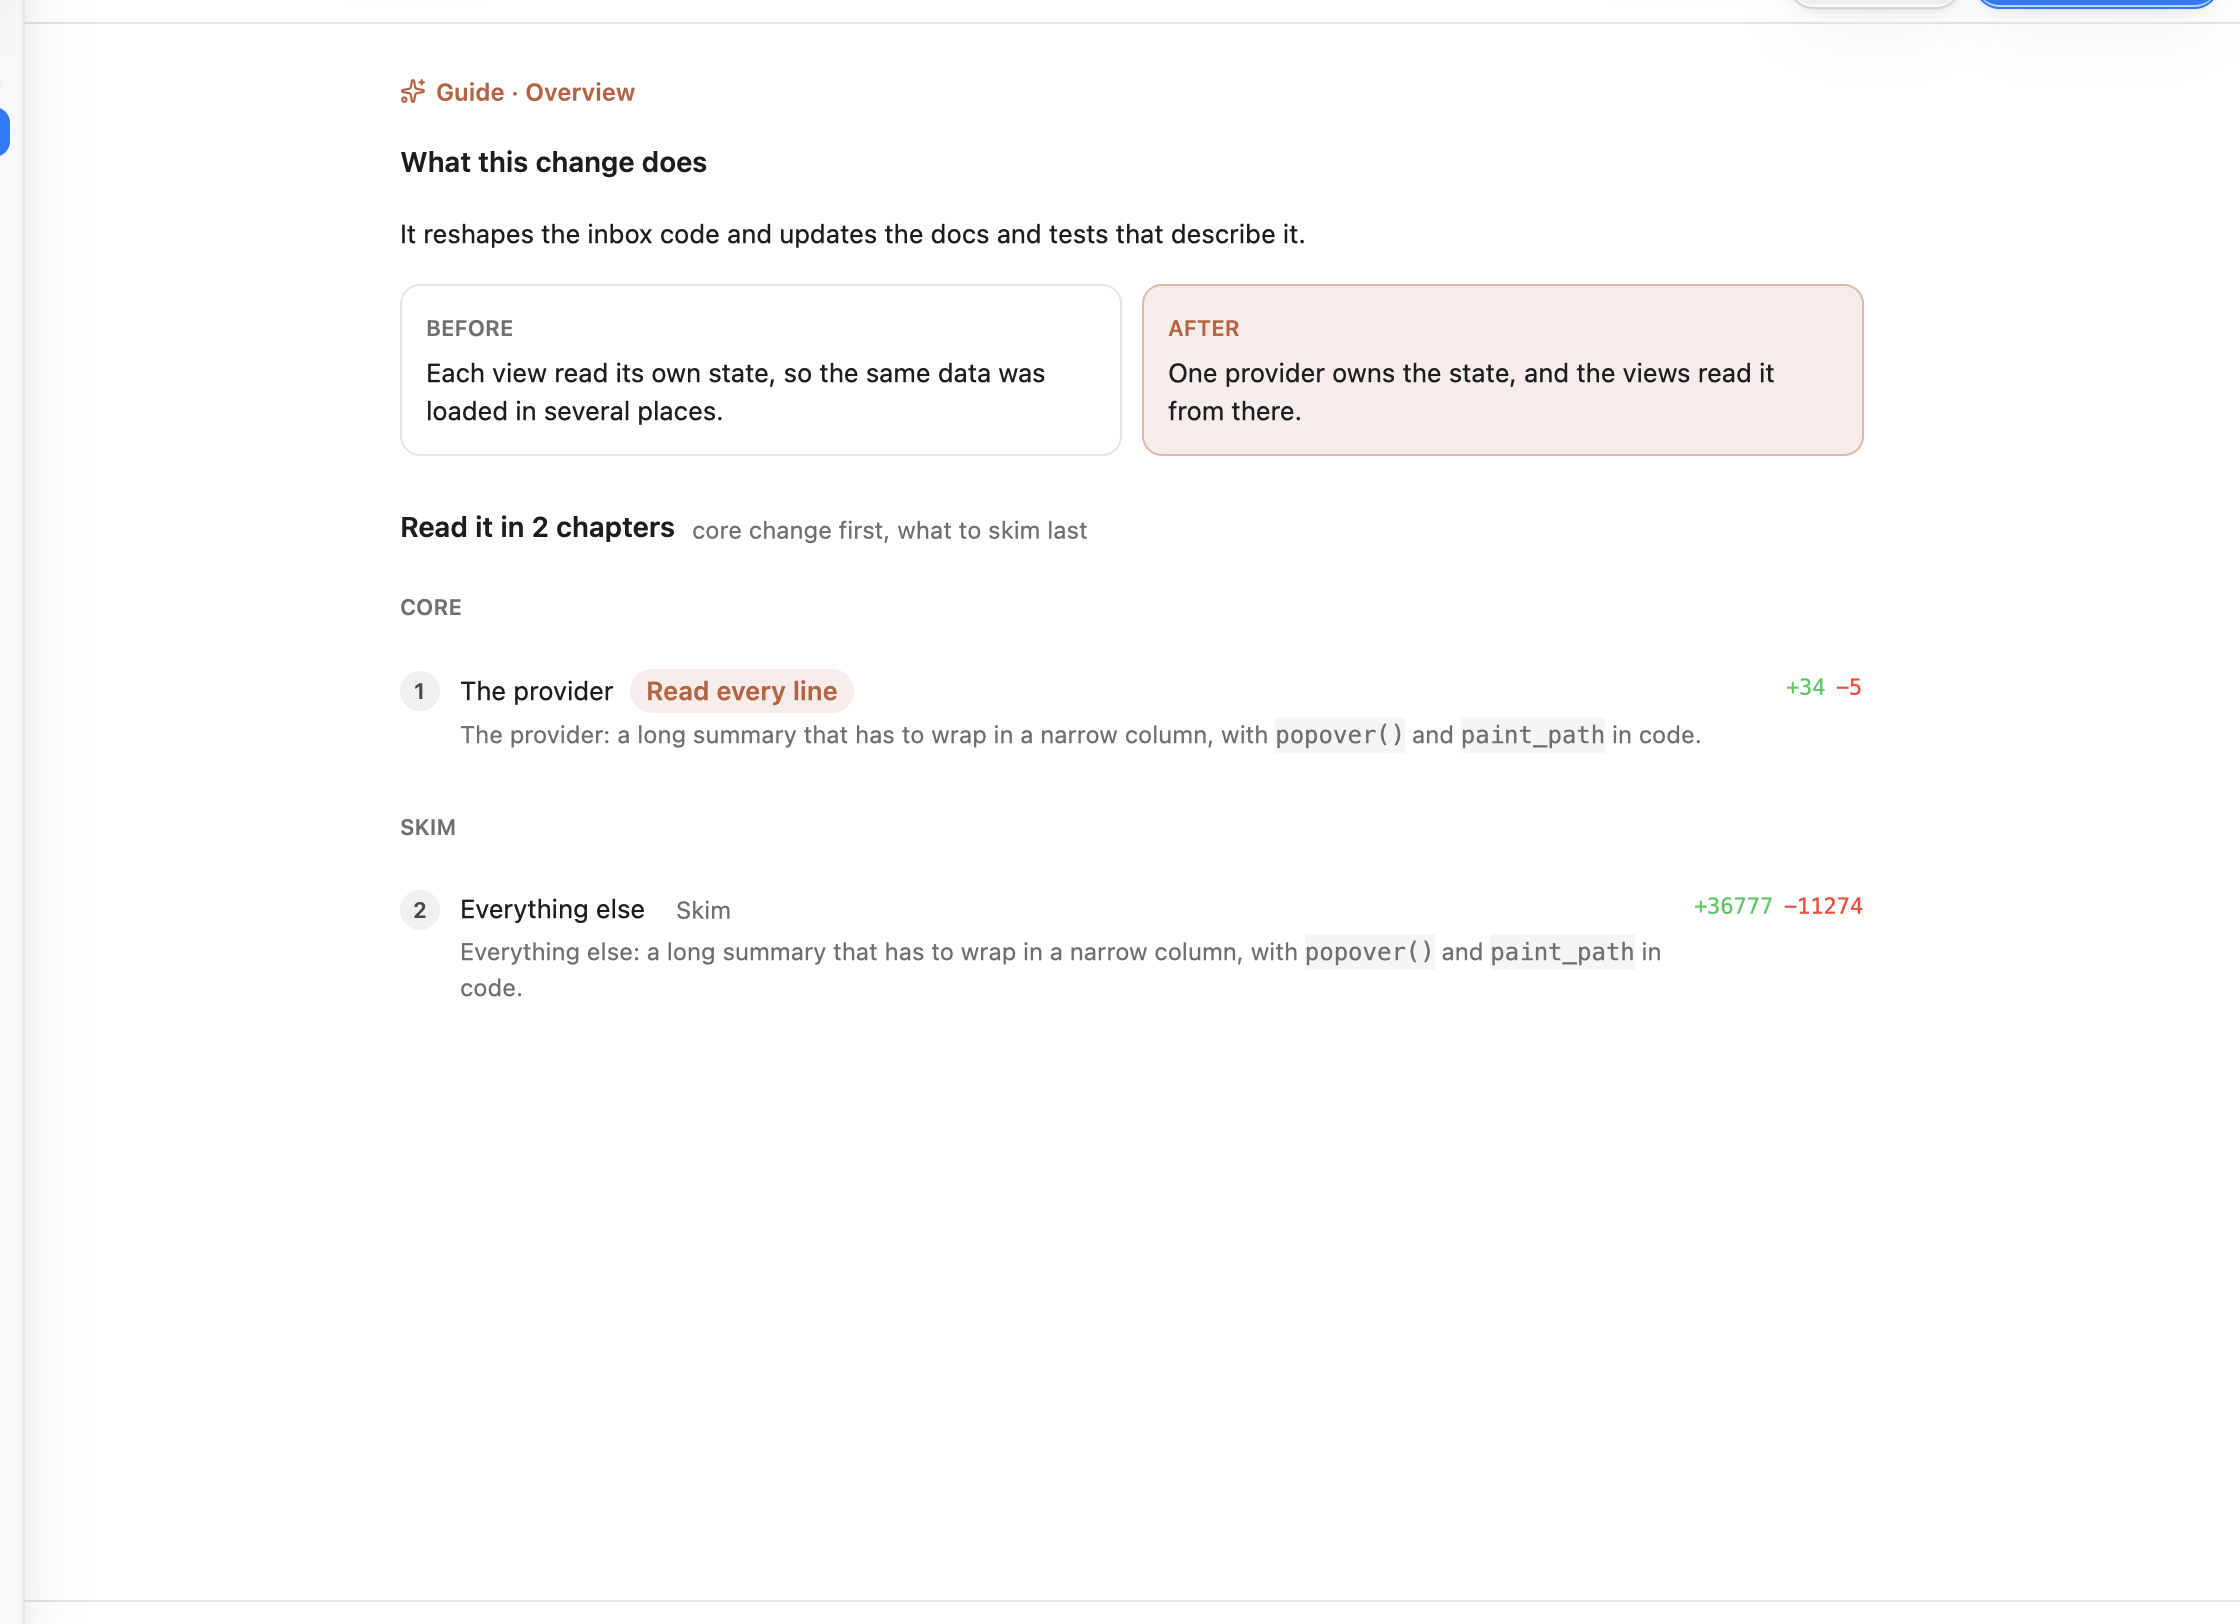 Guide · Overview
What this change does
It reshapes the inbox code and updates the docs and tests that describe it.
BEFORE
Each view read its own state, so the same data was
loaded in several places.
AFTER
One provider owns the state, and the views read it
from there.
Read it in 2 chapters core change first, what to skim last
CORE
1 The provider Read every line +34 −5
The provider: a long summary that has to wrap in a narrow column, with popover() and paint_path in code.
SKIM
2 Everything else Skim +36777 −11274
Everything else: a long summary that has to wrap in a narrow column, with popover() and paint_path in
code.